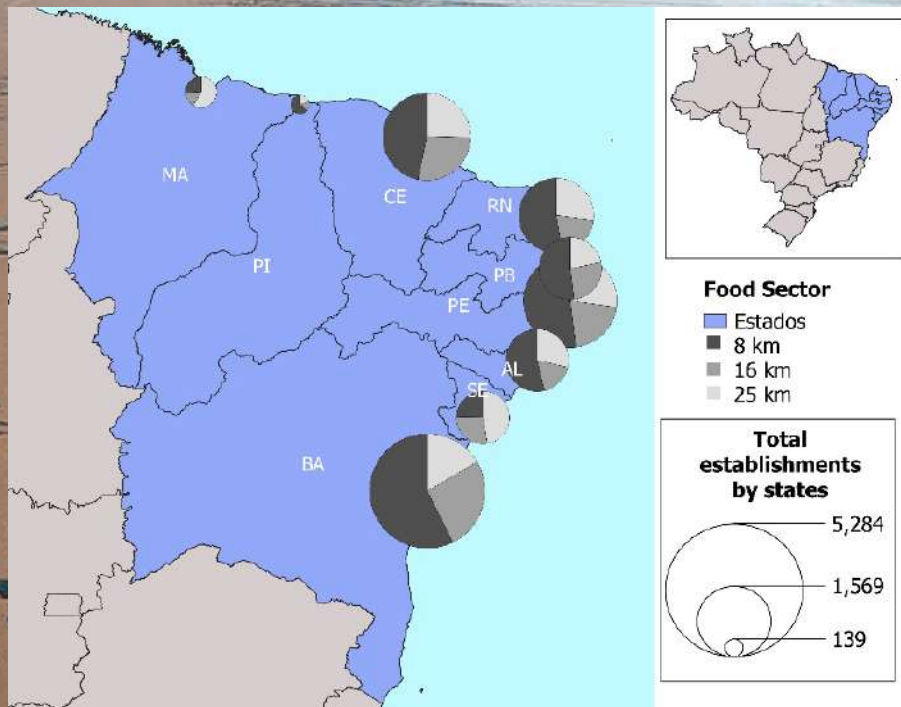 MA
CE
RN
PI
PB
PE
AL
SE
BA
Food Sector
Estados
8 km
16 km
25 km
Total
establishments
by states
5,284
1,569
139